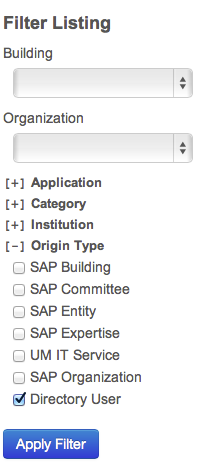 Filter Listing
Building
Organization
[+] Application
[+] Category
[+] Institution
[−] Origin Type
SAP Building
SAP Committee
SAP Entity
SAP Expertise
UM IT Service
SAP Organization
Directory User
Apply Filter